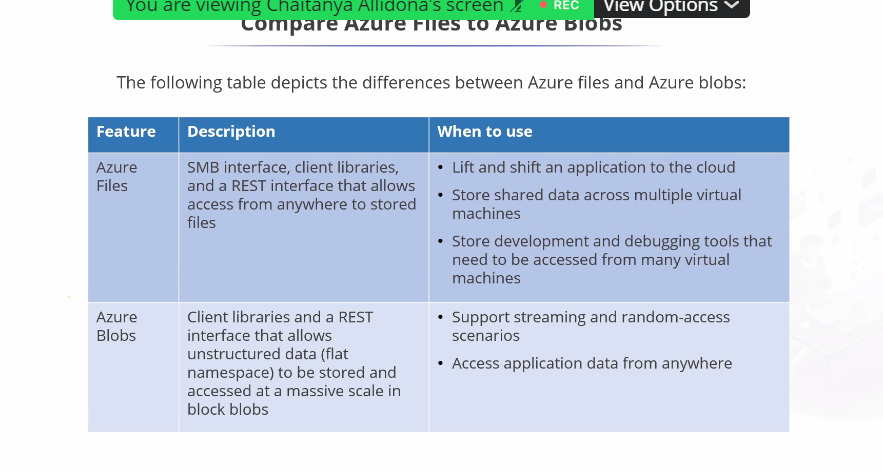 You are viewing Chaitanya Allidona's screen
REC
View Options
Compare Azure Files to Azure Blobs
The following table depicts the differences between Azure files and Azure blobs:
Feature
Description
When to use
Azure
Files
SMB interface, client libraries,
and a REST interface that allows
access from anywhere to stored
files
• Lift and shift an application to the cloud
• Store shared data across multiple virtual
machines
• Store development and debugging tools that
need to be accessed from many virtual
machines
Azure
Blobs
Client libraries and a REST
interface that allows
unstructured data (flat
namespace) to be stored and
accessed at a massive scale in
block blobs
• Support streaming and random-access
scenarios
• Access application data from anywhere